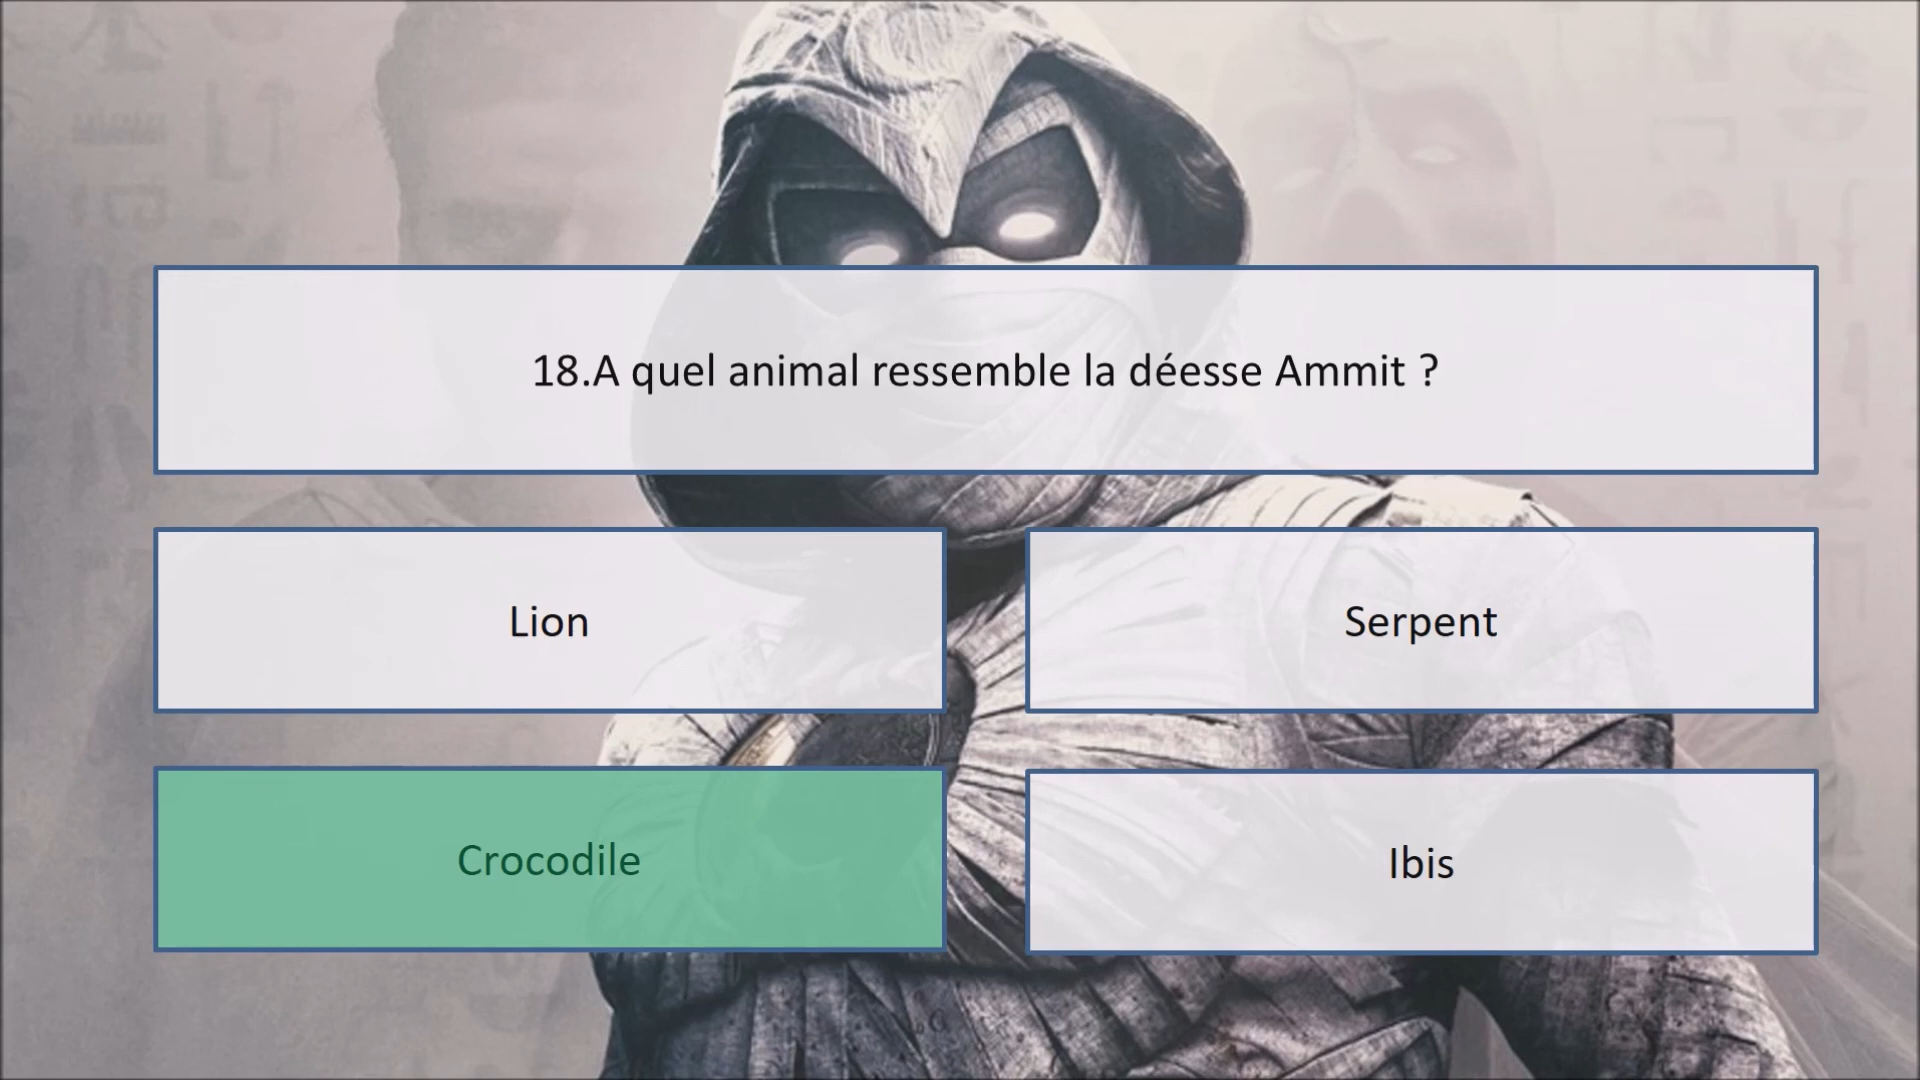 18.A quel animal ressemble la déesse Ammit ?
Lion
Serpent
Crocodile
Ibis